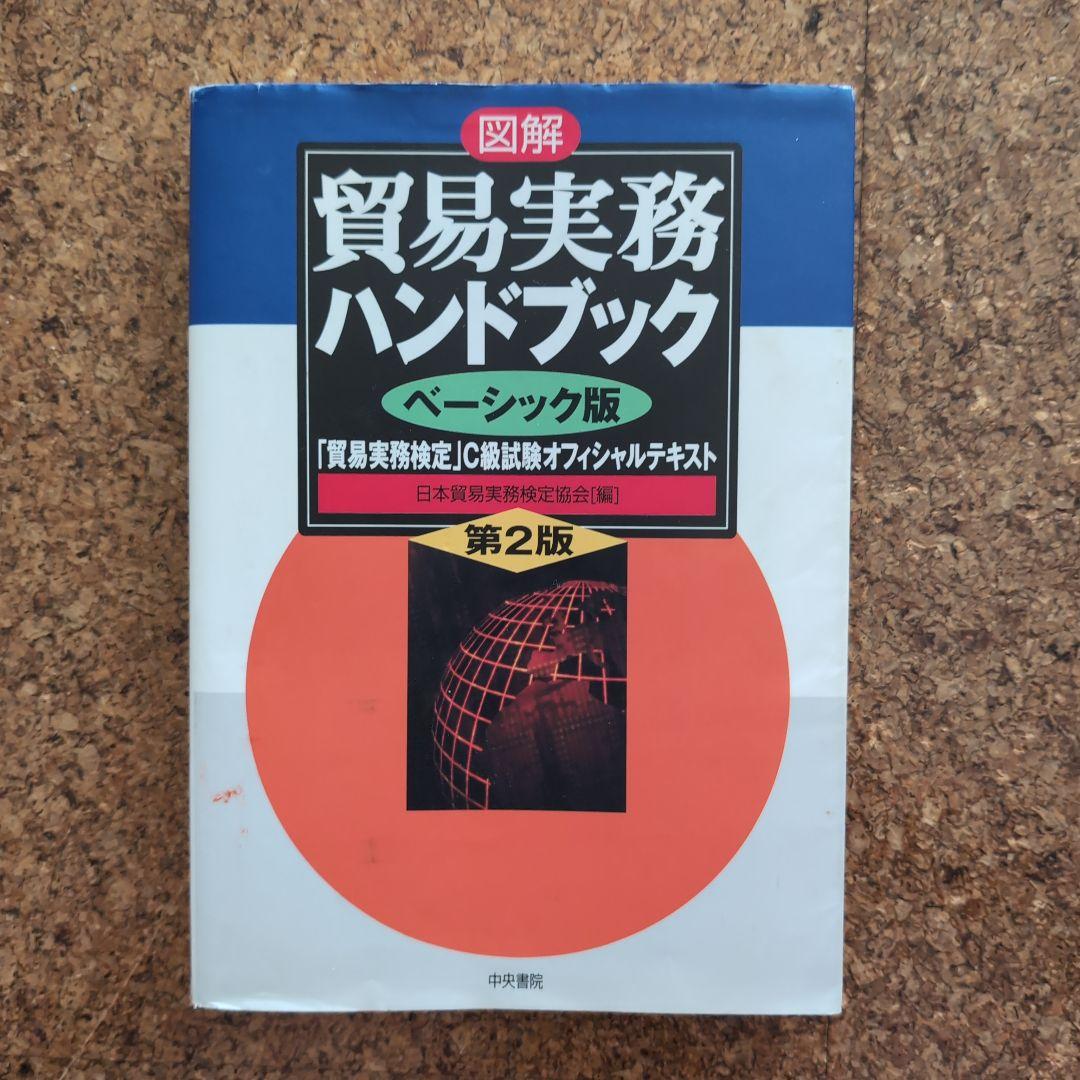 図解
貿易実務
ハンドブック
ベーシック版
「貿易実務検定」C級試験オフィシャルテキスト
日本貿易実務検定協会[編]
第2版
中央書院